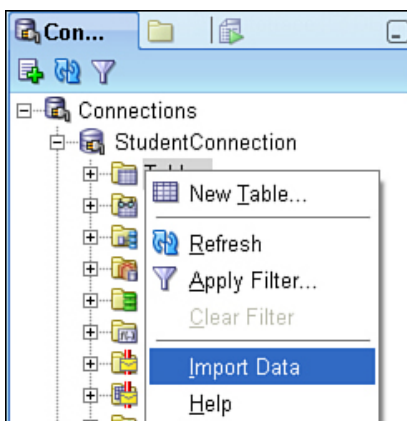 Con...
Connections
StudentConnection
New Table...
Refresh
Apply Filter...
Clear Filter
Import Data
Help